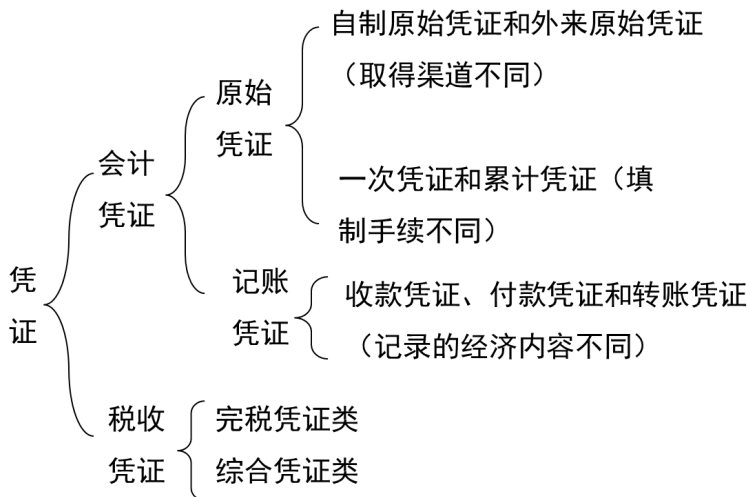 自制原始凭证和外来原始凭证
（取得渠道不同）
原始
凭证
一次凭证和累计凭证（填
制手续不同）
会计
凭证
记账
凭证
收款凭证、付款凭证和转账凭证
（记录的经济内容不同）
凭
证
税收
凭证
完税凭证类
综合凭证类